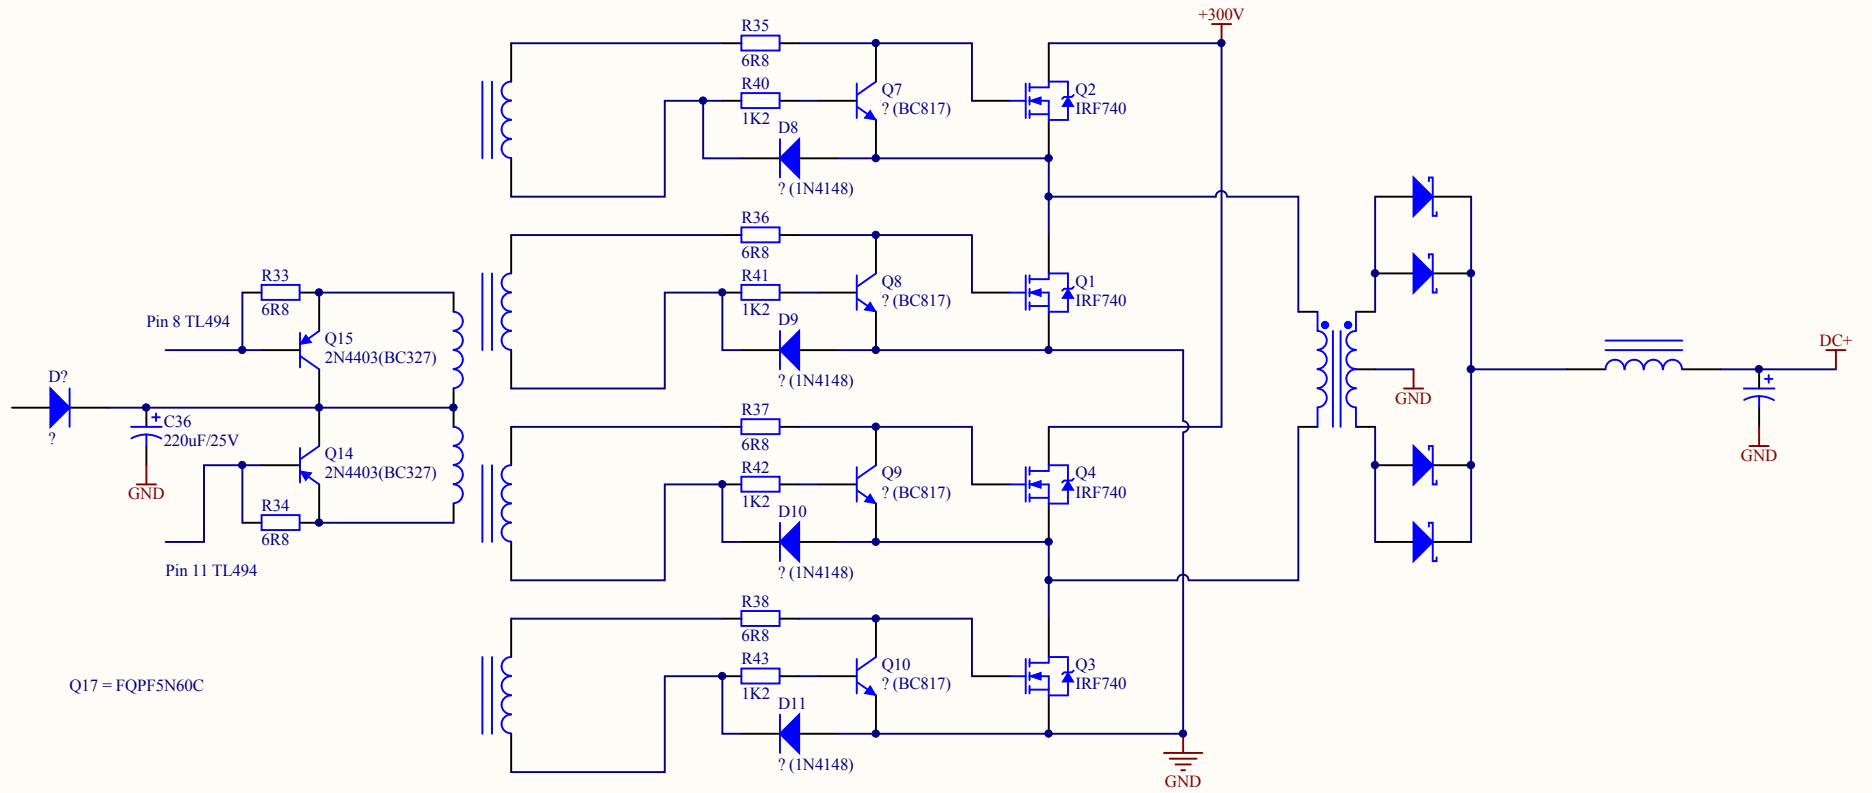 +300V
R35
6R8
R40
1K2
Q7
? (BC817)
D8
? (1N4148)
Q2
IRF740
R36
6R8
R41
1K2
Q8
? (BC817)
D9
? (1N4148)
Q1
IRF740
R33
6R8
Pin 8 TL494
Q15
2N4403(BC327)
D?
?
+
C36
220uF/25V
GND
Q14
2N4403(BC327)
R34
6R8
Pin 11 TL494
R37
6R8
R42
1K2
Q9
? (BC817)
D10
? (1N4148)
Q4
IRF740
R38
6R8
R43
1K2
Q10
? (BC817)
D11
? (1N4148)
Q3
IRF740
GND
GND
DC+
+
GND
Q17 = FQPF5N60C